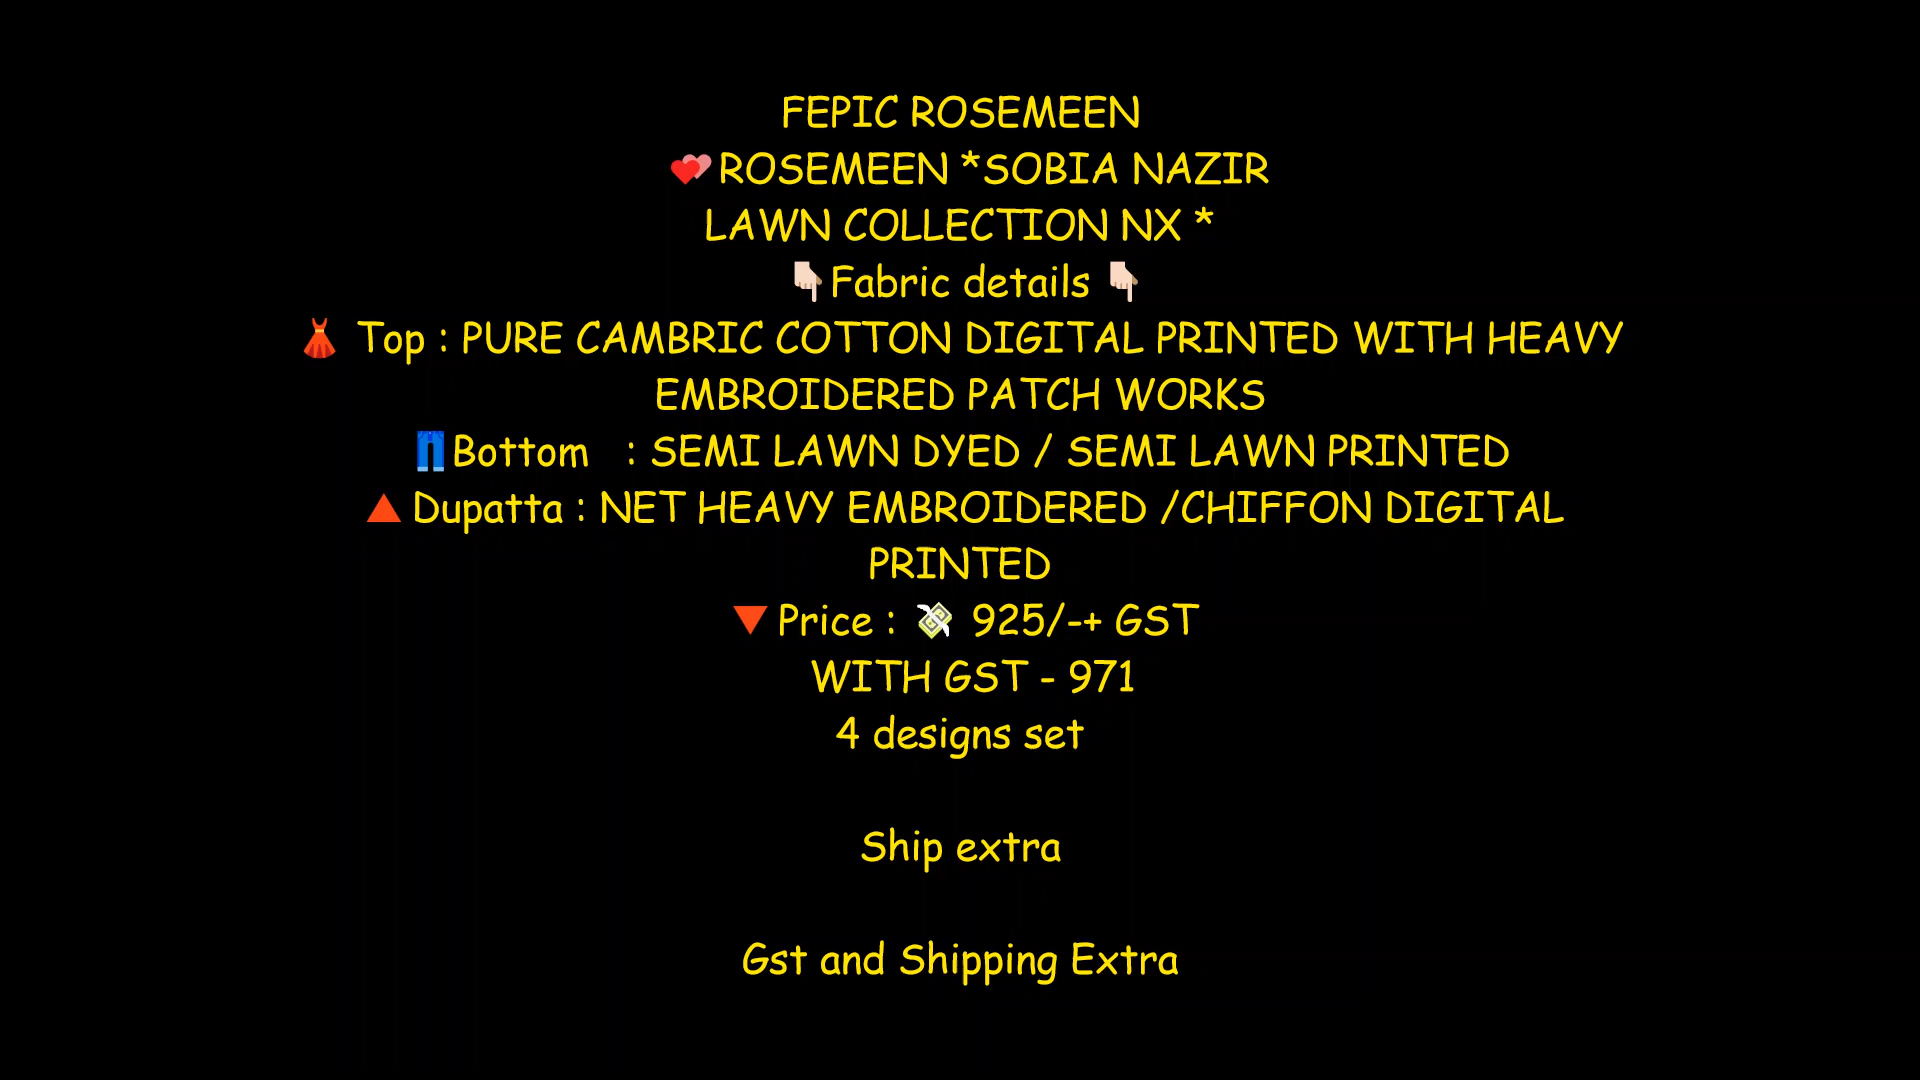 FEPIC ROSEMEEN
💕ROSEMEEN *SOBIA NAZIR
LAWN COLLECTION NX *
👇🏻Fabric details 👇🏻
👗 Top : PURE CAMBRIC COTTON DIGITAL PRINTED WITH HEAVY
EMBROIDERED PATCH WORKS
👖Bottom : SEMI LAWN DYED / SEMI LAWN PRINTED
🔺Dupatta : NET HEAVY EMBROIDERED /CHIFFON DIGITAL
PRINTED
🔻Price : 💸 925/-+ GST
WITH GST - 971
4 designs set
Ship extra
Gst and Shipping Extra